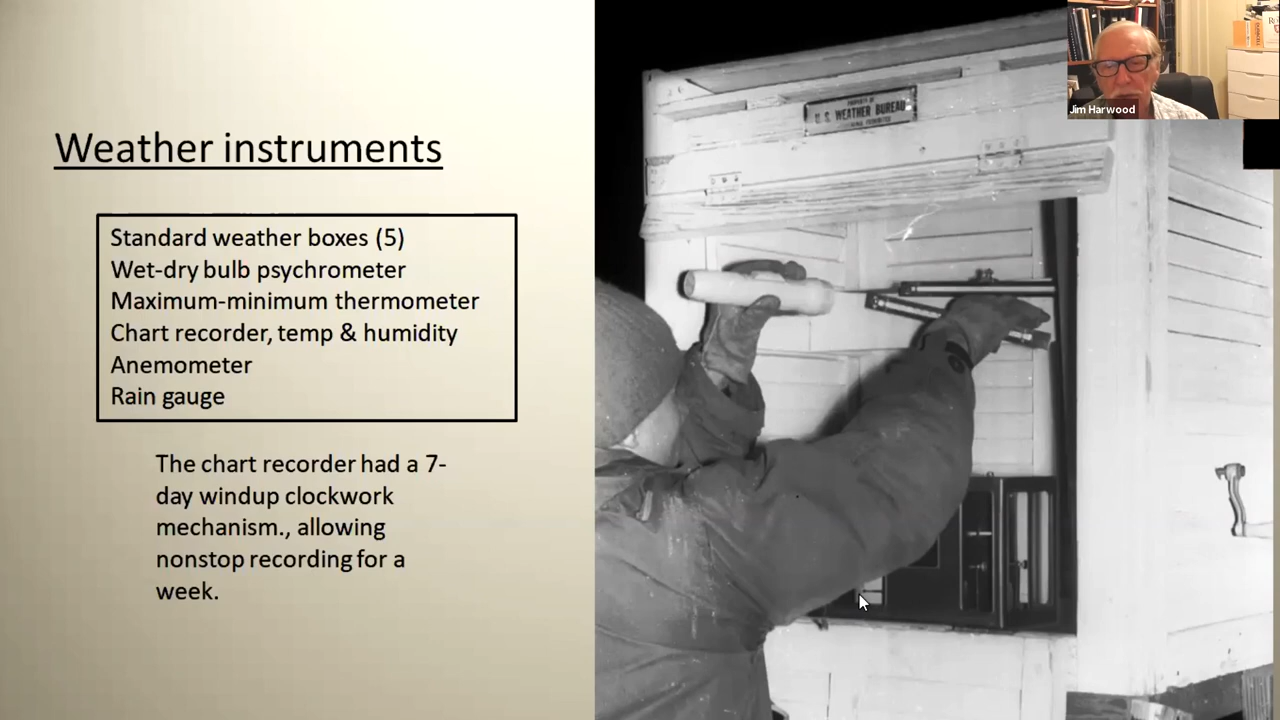 Weather instruments
Standard weather boxes (5)
Wet-dry bulb psychrometer
Maximum-minimum thermometer
Chart recorder, temp & humidity
Anemometer
Rain gauge
The chart recorder had a 7-
day windup clockwork
mechanism., allowing
nonstop recording for a
week.
PROPERTY OF
U. S. WEATHER BUREAU
Jim Harwood